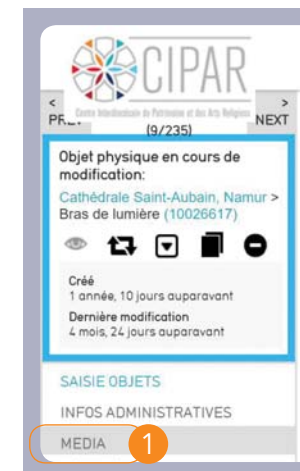 CIPAR
Centre Interdiocésain du Patrimoine et des Arts Religieux
< >
PREV (9/235) NEXT
Objet physique en cours de
modification:
Cathédrale Saint-Aubain, Namur >
Bras de lumière (10026617)
Créé
1 année, 10 jours auparavant
Dernière modification
4 mois, 24 jours auparavant
SAISIE OBJETS
INFOS ADMINISTRATIVES
MEDIA 1